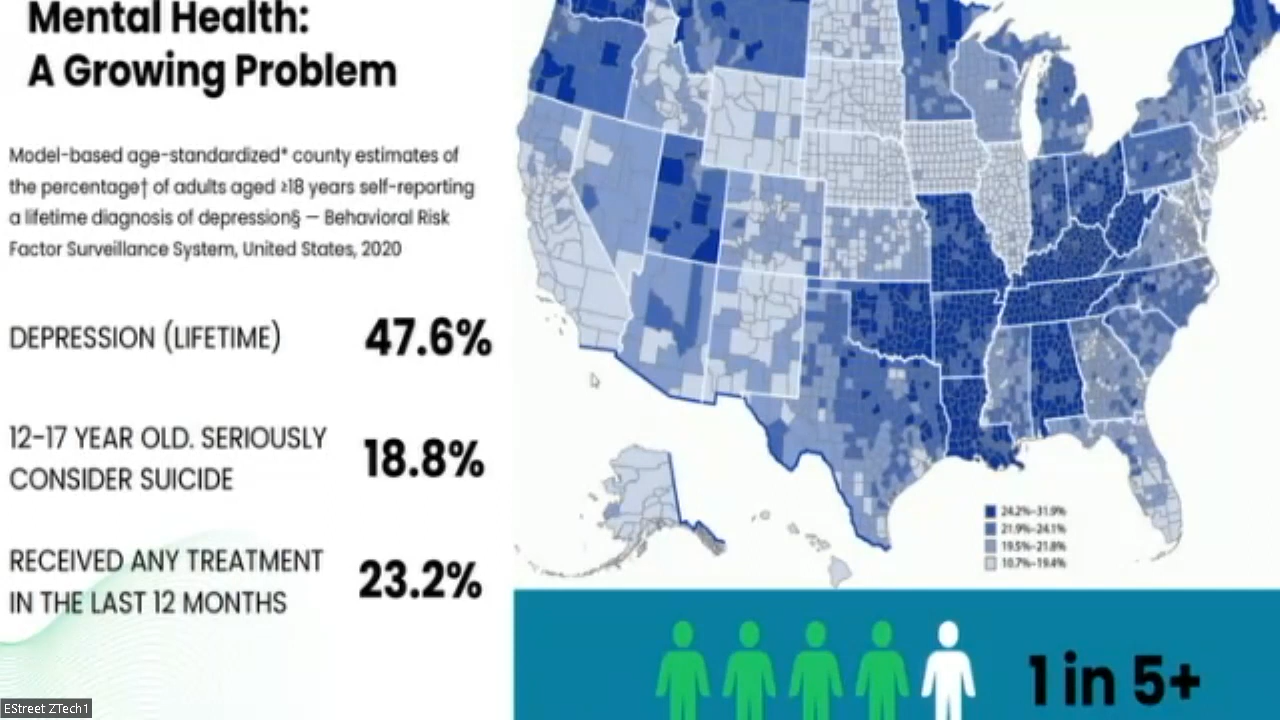 Mental Health:
A Growing Problem
Model-based age-standardized* county estimates of
the percentage† of adults aged ≥18 years self-reporting
a lifetime diagnosis of depression§ — Behavioral Risk
Factor Surveillance System, United States, 2020
DEPRESSION (LIFETIME) 47.6%
12-17 YEAR OLD. SERIOUSLY
CONSIDER SUICIDE
18.8%
RECEIVED ANY TREATMENT
IN THE LAST 12 MONTHS
23.2%
24.2%-31.9%
21.9%-24.1%
19.5%-21.8%
10.7%-19.4%
1 in 5+
EStreet ZTech1